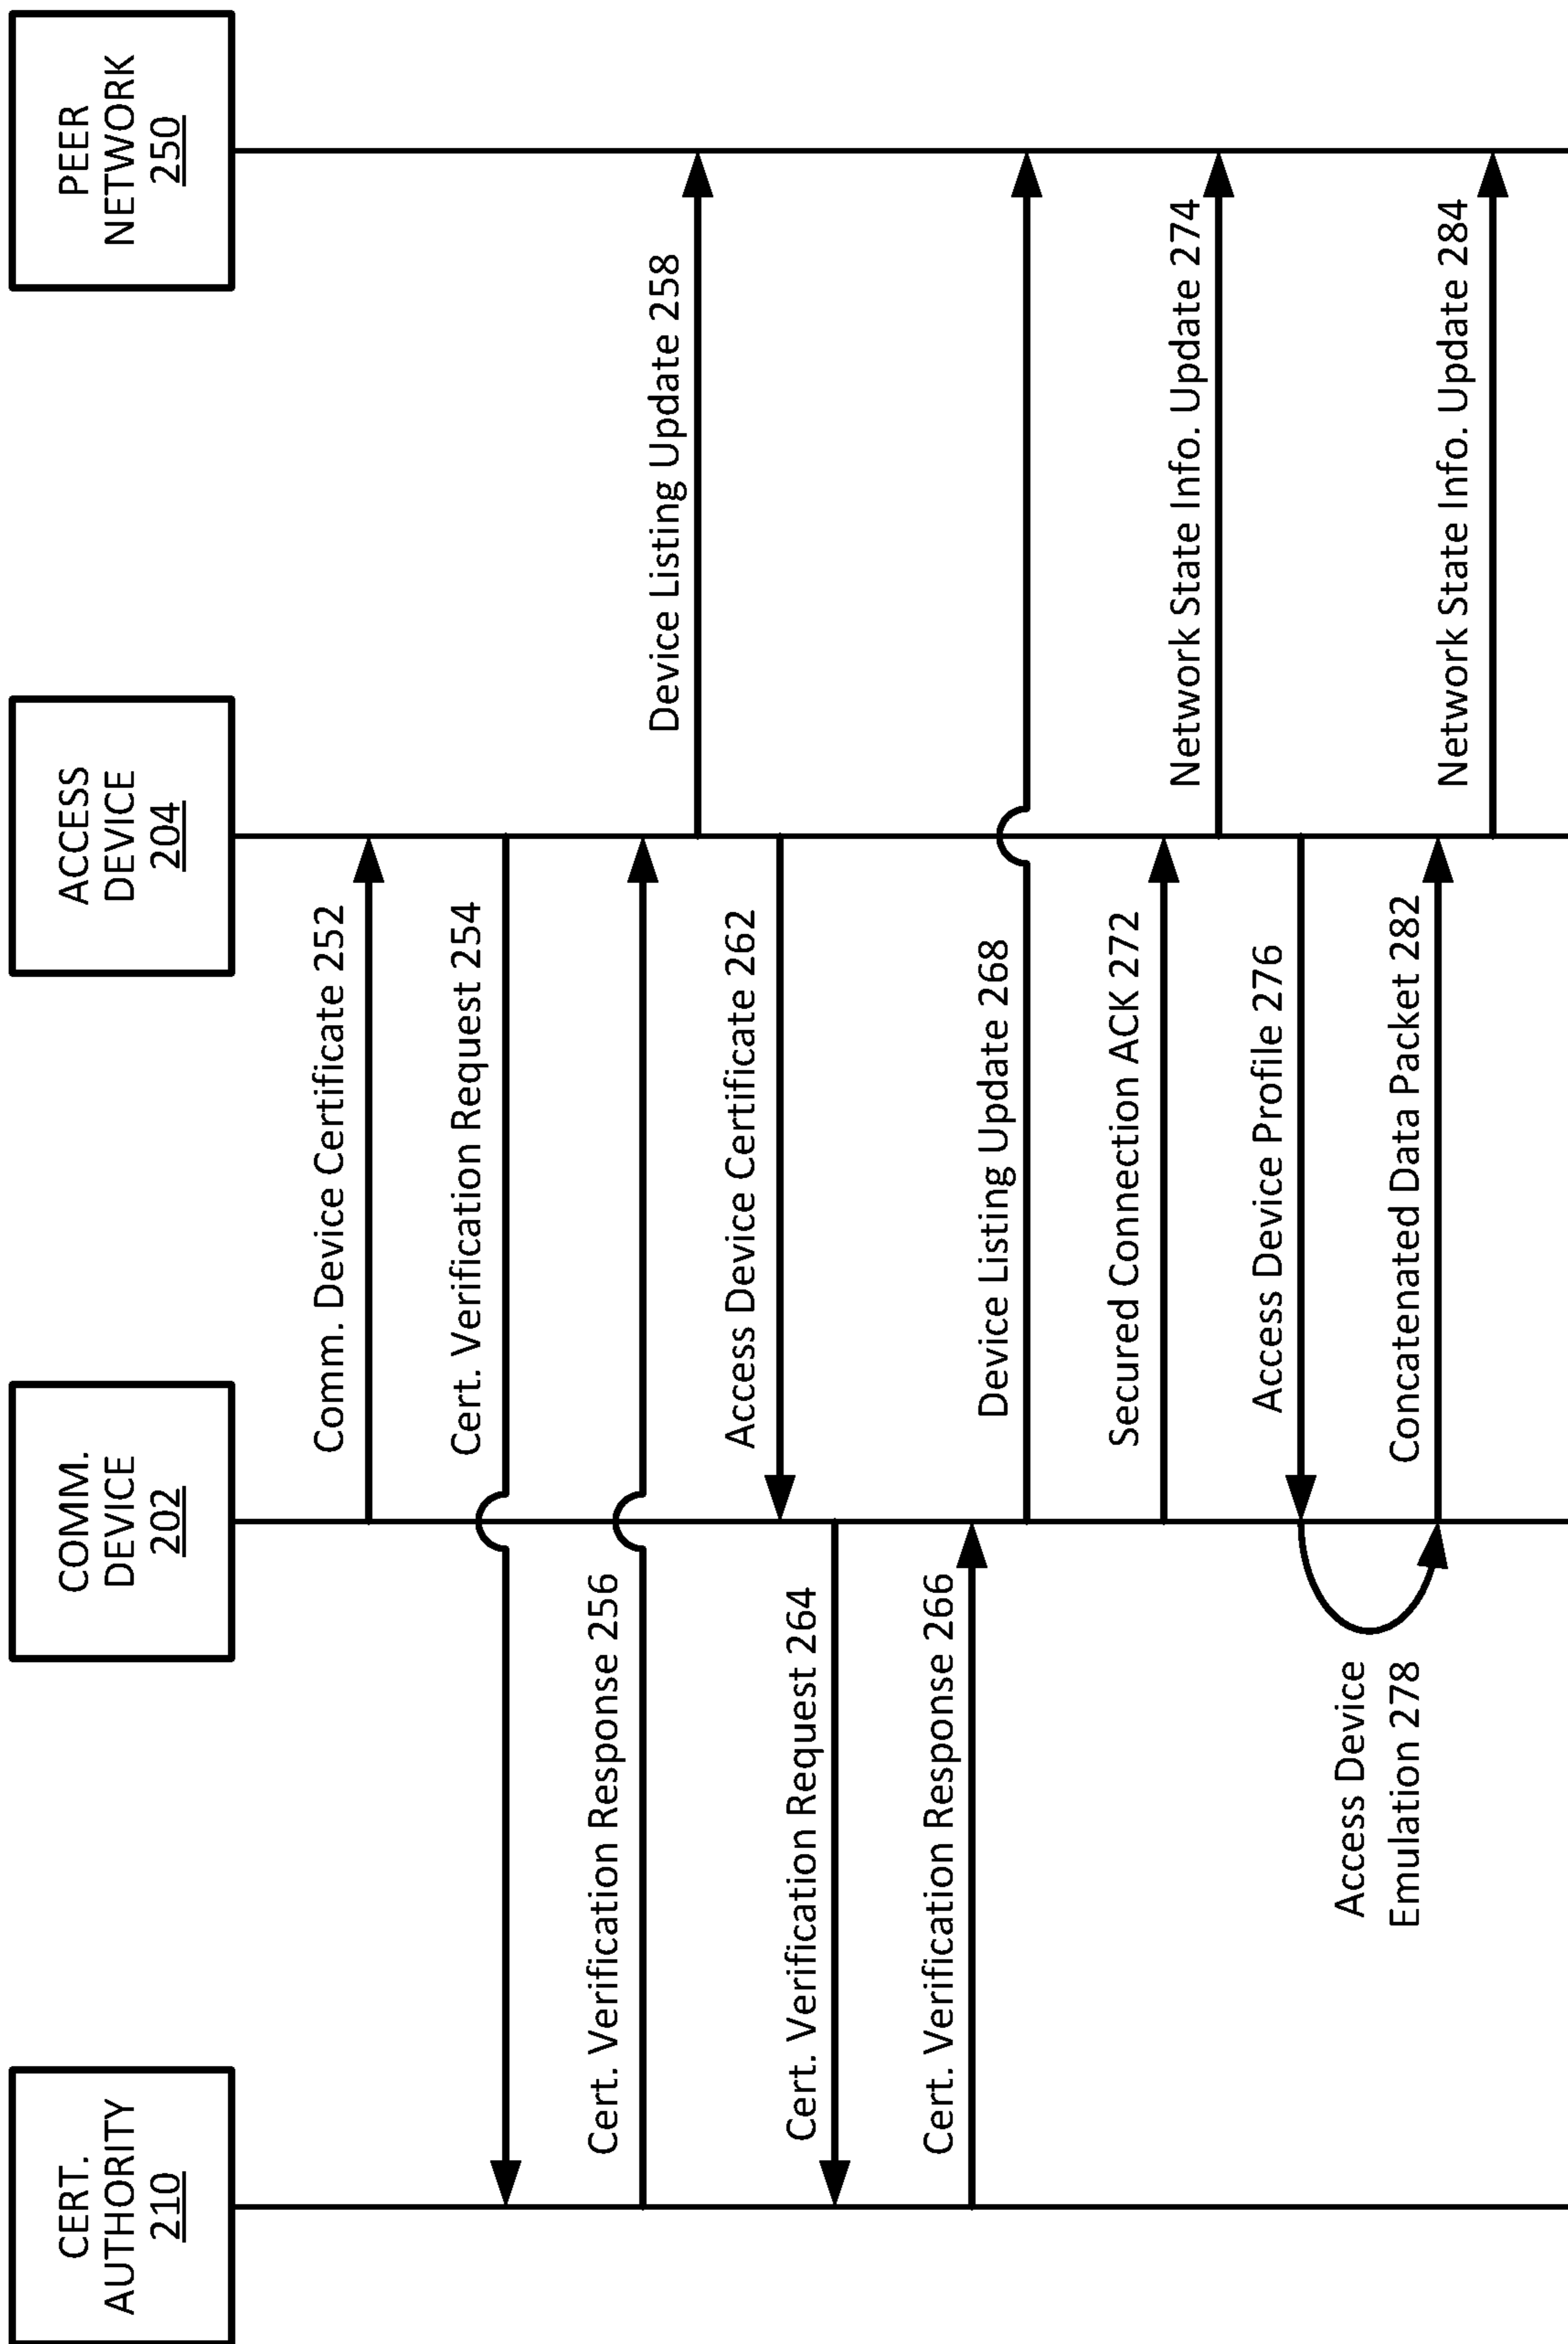 CERT.
AUTHORITY
210
COMM.
DEVICE
202
ACCESS
DEVICE
204
PEER
NETWORK
250
Comm. Device Certificate 252
Cert. Verification Request 254
Cert. Verification Response 256
Device Listing Update 258
Access Device Certificate 262
Cert. Verification Request 264
Cert. Verification Response 266
Device Listing Update 268
Secured Connection ACK 272
Network State Info. Update 274
Access Device Profile 276
Access Device
Emulation 278
Concatenated Data Packet 282
Network State Info. Update 284